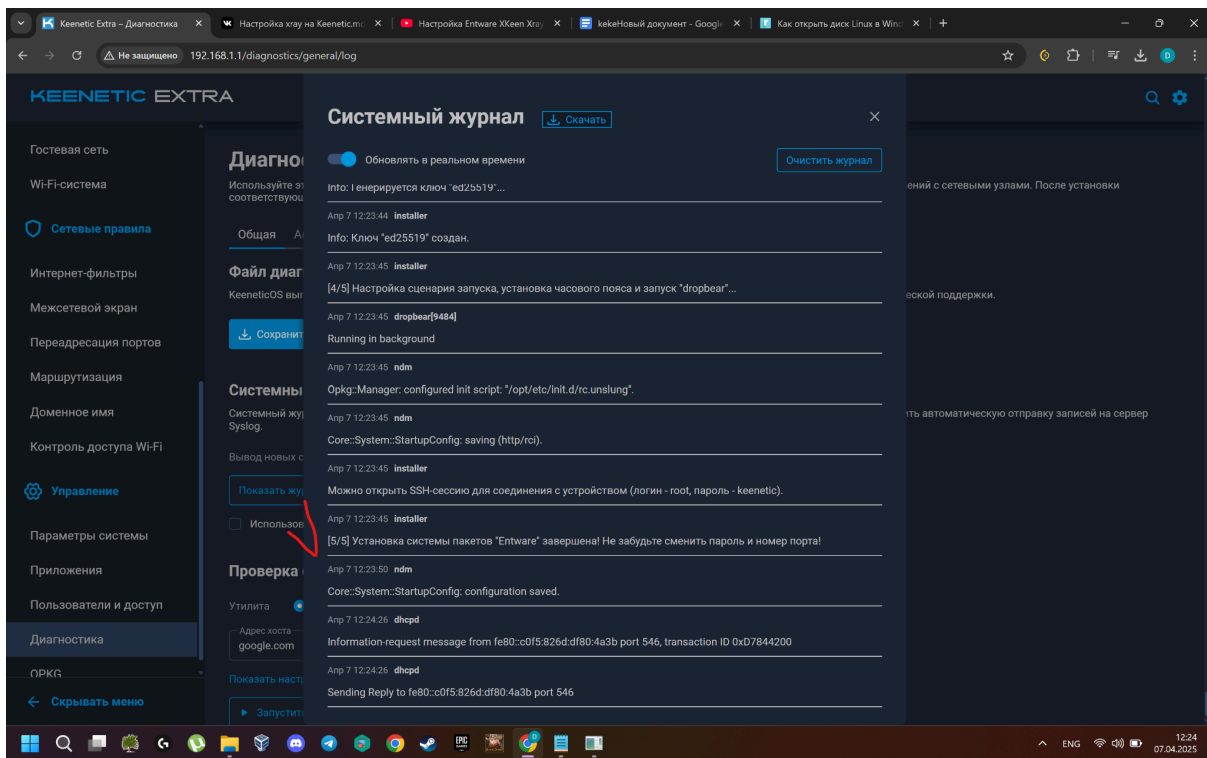 Keenetic Extra – Диагностика
Настройка xray на Keenetic.md
Настройка Entware XKeen Xray
kekeНовый документ - Google
Как открыть диск Linux в Wind
Не защищено
192.168.1.1/diagnostics/general/log
KEENETIC EXTRA
Гостевая сеть
Wi-Fi-система
Сетевые правила
Интернет-фильтры
Межсетевой экран
Переадресация портов
Маршрутизация
Доменное имя
Контроль доступа Wi-Fi
Управление
Параметры системы
Приложения
Пользователи и доступ
Диагностика
OPKG
Скрывать меню
Диагно
Используйте эт
ений с сетевыми узлами. После установки
соответствующ
Общая
А
Файл диаг
KeeneticOS вып
еской поддержки.
Сохранит
Системны
Системный жур
ть автоматическую отправку записей на сервер
Syslog.
Вывод новых с
Показать жур
Использов
Проверка
Утилита
Адрес хоста
google.com
Показать настр
Запустит
Системный журнал
Скачать
Обновлять в реальном времени
Очистить журнал
Info: Генерируется ключ "ed25519"...
Апр 7 12:23:44 installer
Info: Ключ "ed25519" создан.
Апр 7 12:23:45 installer
[4/5] Настройка сценария запуска, установка часового пояса и запуск "dropbear"...
Апр 7 12:23:45 dropbear[9484]
Running in background
Апр 7 12:23:45 ndm
Opkg::Manager: configured init script: "/opt/etc/init.d/rc.unslung".
Апр 7 12:23:45 ndm
Core::System::StartupConfig: saving (http/rci).
Апр 7 12:23:45 installer
Можно открыть SSH-сессию для соединения с устройством (логин - root, пароль - keenetic).
Апр 7 12:23:45 installer
[5/5] Установка системы пакетов "Entware" завершена! Не забудьте сменить пароль и номер порта!
Апр 7 12:23:50 ndm
Core::System::StartupConfig: configuration saved.
Апр 7 12:24:26 dhcpd
Information-request message from fe80::c0f5:826d:df80:4a3b port 546, transaction ID 0xD7844200
Апр 7 12:24:26 dhcpd
Sending Reply to fe80::c0f5:826d:df80:4a3b port 546
ENG
12:24
07.04.2025